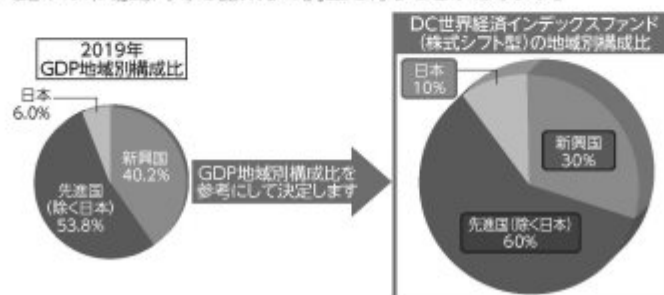 2019年
GDP地域別構成比
日本
6.0%
新興国
40.2%
先進国
(除く日本)
53.8%
GDP地域別構成比を
参考にして決定します
DC世界経済インデックスファンド
(株式シフト型)の地域別構成比
日本
10%
新興国
30%
先進国(除く日本)
60%